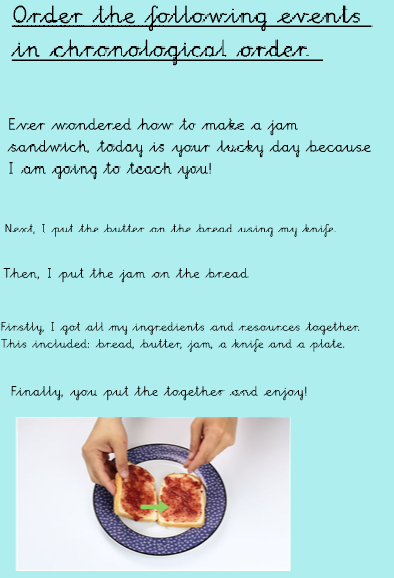 Order the following events
in chronological order.
Ever wondered how to make a jam
sandwich, today is your lucky day because
I am going to teach you!
Next, I put the butter on the bread using my knife.
Then, I put the jam on the bread.
Firstly, I got all my ingredients and resources together.
This included: bread, butter, jam, a knife and a plate.
Finally, you put the together and enjoy!